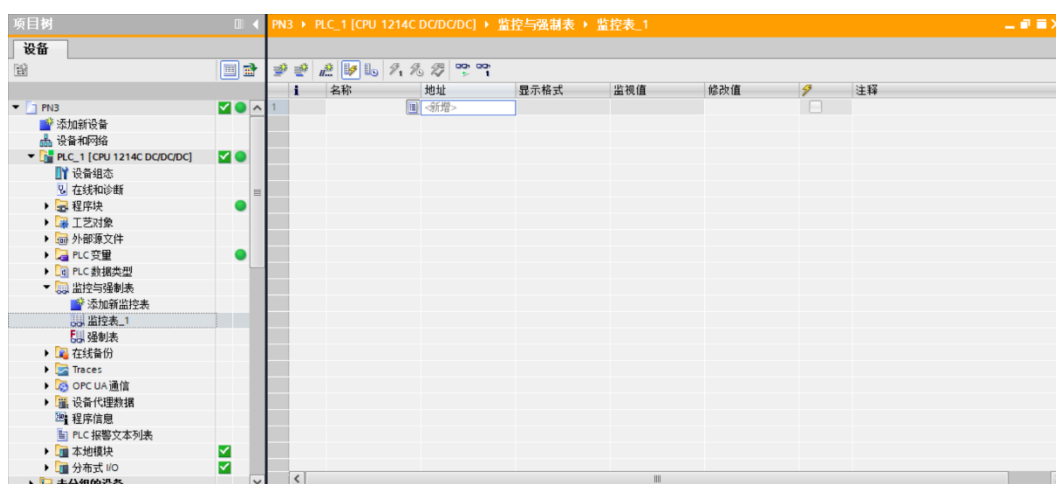 项目树
PN3 ▸ PLC_1 [CPU 1214C DC/DC/DC] ▸ 监控与强制表 ▸ 监控表_1
设备
i 名称 地址 显示格式 监视值 修改值 注释
1 <新增>
PN3
添加新设备
设备和网络
PLC_1 [CPU 1214C DC/DC/DC]
设备组态
在线和诊断
程序块
工艺对象
外部源文件
PLC 变量
PLC 数据类型
监控与强制表
添加新监控表
监控表_1
强制表
在线备份
Traces
OPC UA 通信
设备代理数据
程序信息
PLC 报警文本列表
本地模块
分布式 I/O
未分组的设备